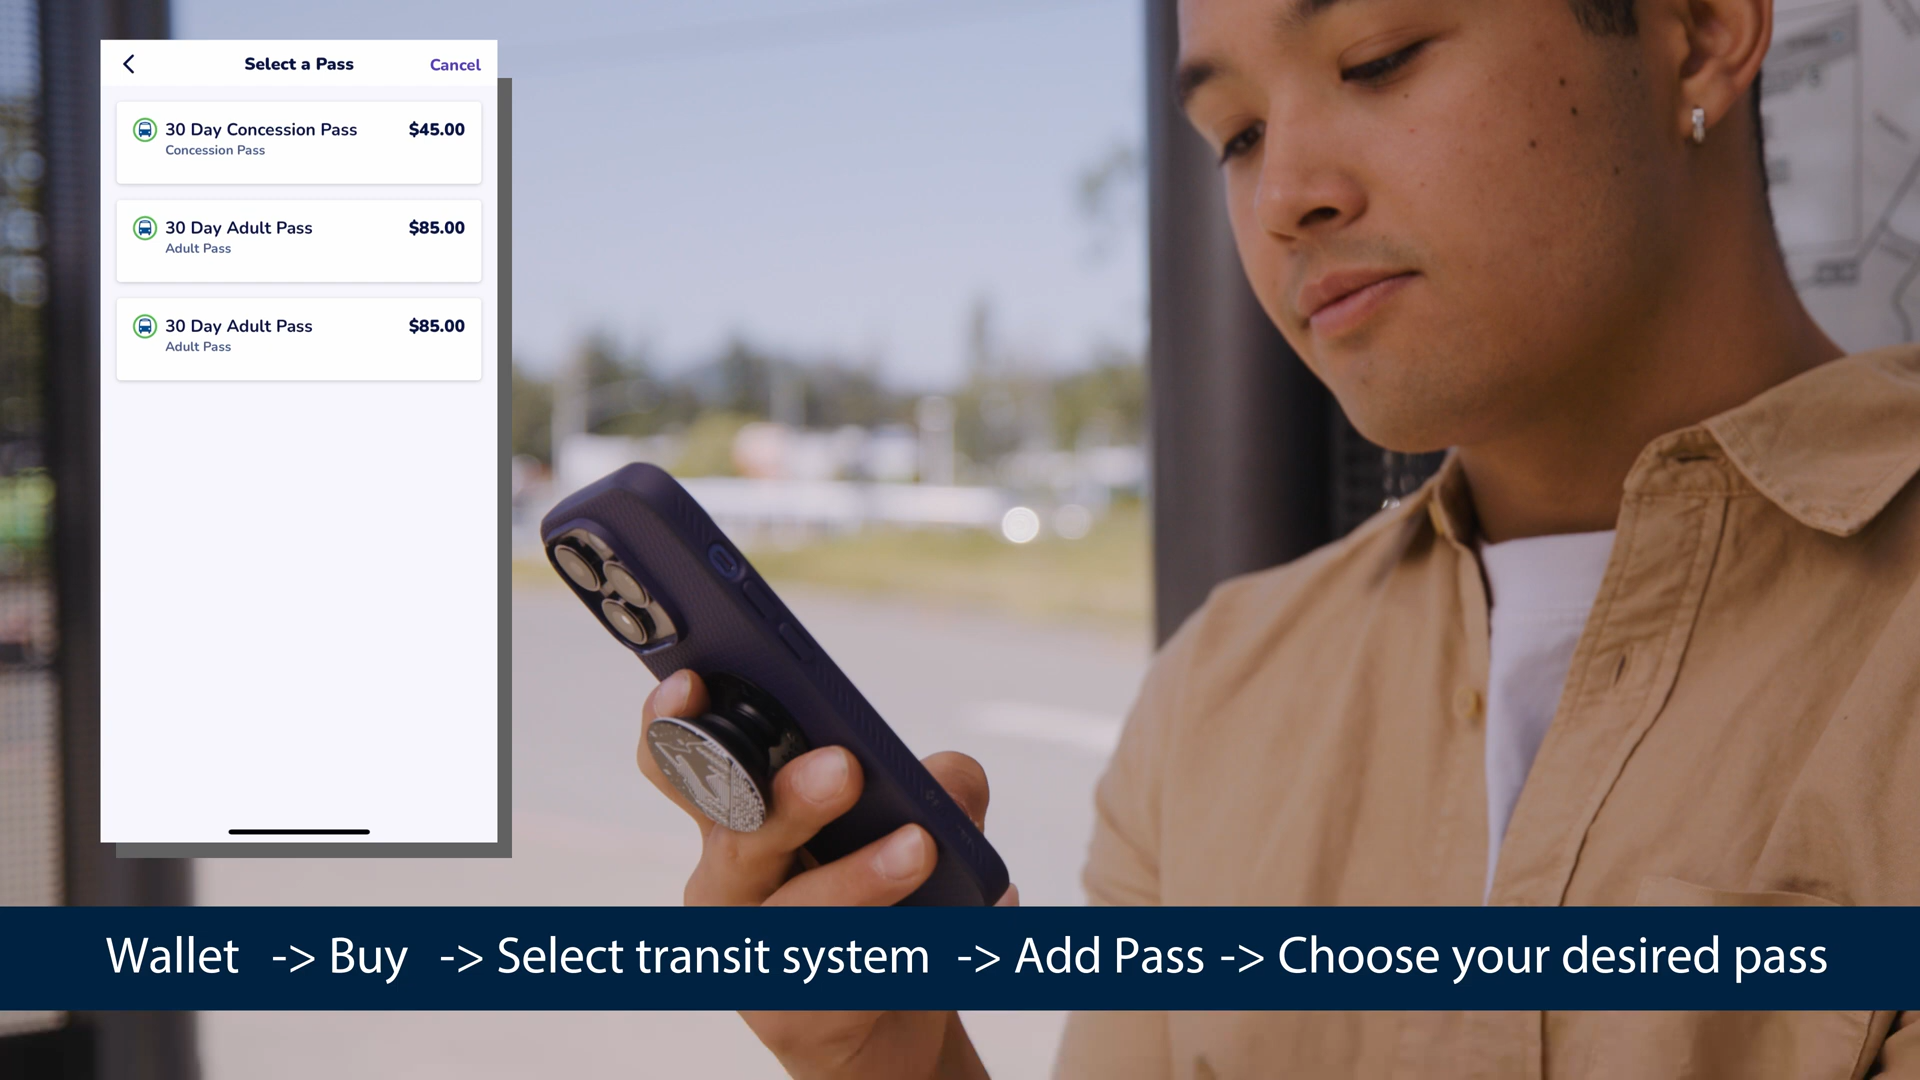 Select a Pass
Cancel
30 Day Concession Pass
$45.00
Concession Pass
30 Day Adult Pass
$85.00
Adult Pass
30 Day Adult Pass
$85.00
Adult Pass
Wallet -> Buy -> Select transit system -> Add Pass -> Choose your desired pass